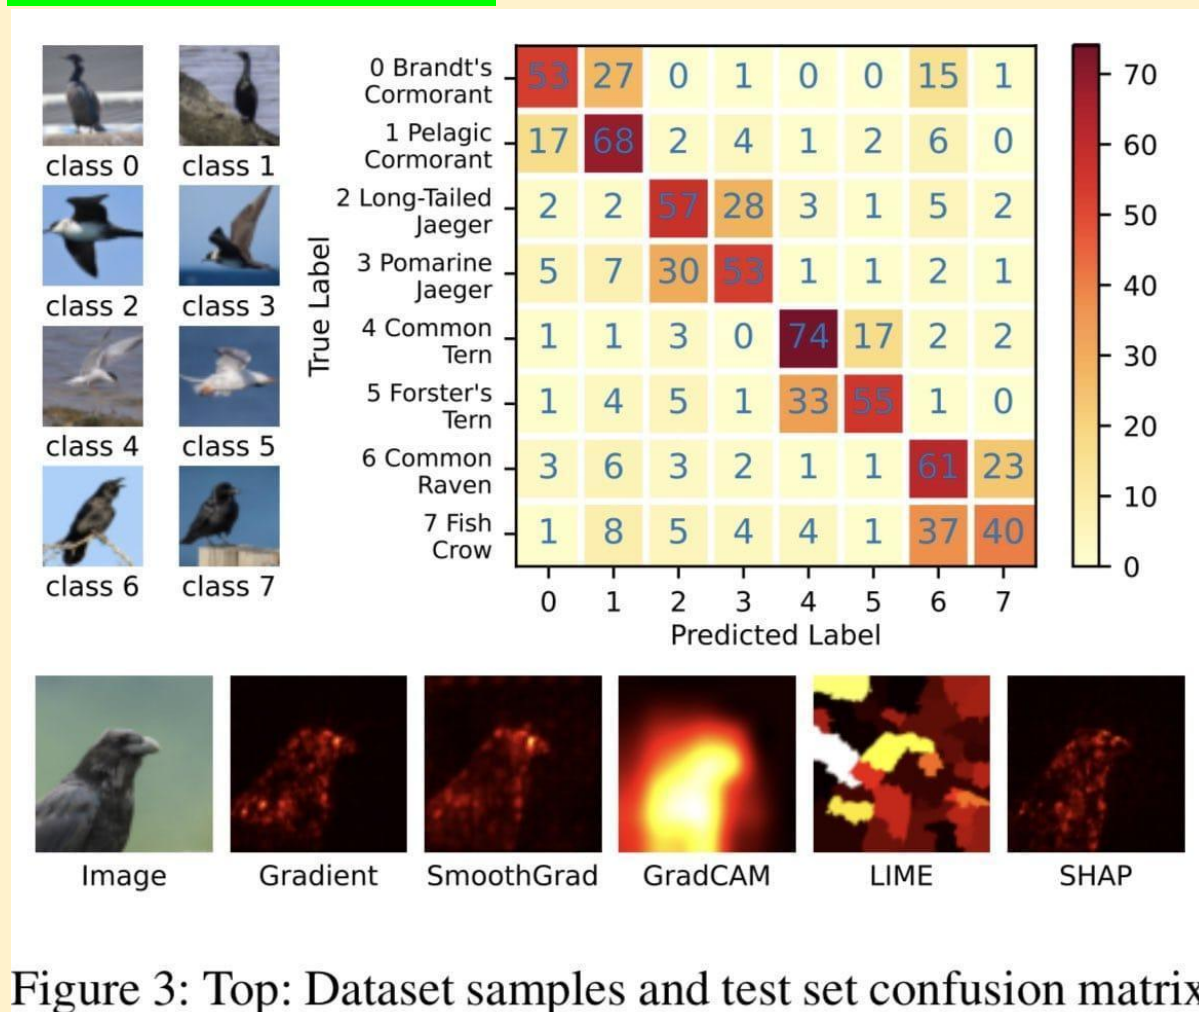 class 0 class 1
class 2 class 3
class 4 class 5
class 6 class 7
True Label
0 Brandt's
Cormorant 53 27 0 1 0 0 15 1
1 Pelagic
Cormorant 17 68 2 4 1 2 6 0
2 Long-Tailed
Jaeger 2 2 57 28 3 1 5 2
3 Pomarine
Jaeger 5 7 30 53 1 1 2 1
4 Common
Tern 1 1 3 0 74 17 2 2
5 Forster's
Tern 1 4 5 1 33 55 1 0
6 Common
Raven 3 6 3 2 1 1 61 23
7 Fish
Crow 1 8 5 4 4 1 37 40
0 1 2 3 4 5 6 7
Predicted Label
70
60
50
40
30
20
10
0
Image Gradient SmoothGrad GradCAM LIME SHAP
Figure 3: Top: Dataset samples and test set confusion matrix